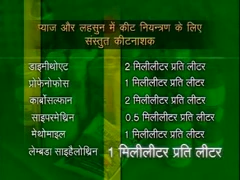 प्याज और लहसुन में कीट नियन्त्रण के लिए
संस्तुत कीटनाशक
डाइमीथोएट 2 मिलीलीटर प्रति लीटर
प्रोफेनोफोस 1 मिलीलीटर प्रति लीटर
कार्बोसल्फान 2 मिलीलीटर प्रति लीटर
साइपरमेथ्रिन 0.5 मिलीलीटर प्रति लीटर
मेथोमाइल 1 मिलीलीटर प्रति लीटर
लेम्बडा साइहैलोथ्रिन 1 मिलीलीटर प्रति लीटर